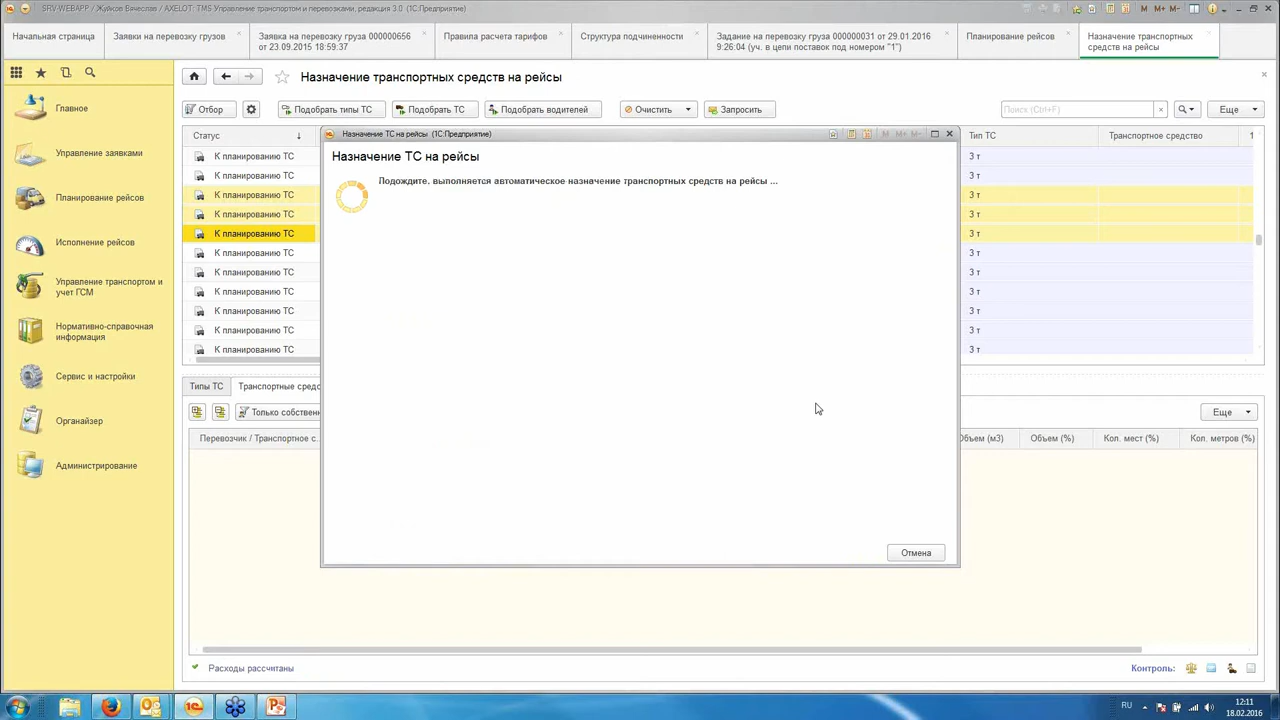 SRV-WEBAPP / Жуйков Вячеслав / AXELOT: TMS Управление транспортом и перевозками, редакция 3.0 (1С:Предприятие)
M M+ M-
Начальная страница
Заявки на перевозку грузов
Заявка на перевозку груза 000000656
от 23.09.2015 18:59:37
Правила расчета тарифов
Структура подчиненности
Задание на перевозку груза 000000031 от 29.01.2016
9:26:04 (уч. в цепи поставок под номером "1")
Планирование рейсов
Назначение транспортных
средств на рейсы
Главное
Управление заявками
Планирование рейсов
Исполнение рейсов
Управление транспортом и
учет ГСМ
Нормативно-справочная
информация
Сервис и настройки
Органайзер
Администрирование
Назначение транспортных средств на рейсы
Отбор
Подобрать типы ТС
Подобрать ТС
Подобрать водителей
Очистить
Запросить
Поиск (Ctrl+F)
Еще
Статус
Тип ТС
Транспортное средство
К планированию ТС
3 т
К планированию ТС
3 т
К планированию ТС
3 т
К планированию ТС
3 т
К планированию ТС
3 т
К планированию ТС
3 т
К планированию ТС
3 т
К планированию ТС
3 т
К планированию ТС
3 т
К планированию ТС
3 т
К планированию ТС
3 т
Назначение ТС на рейсы (1С:Предприятие)
M M+ M-
Назначение ТС на рейсы
Подождите, выполняется автоматическое назначение транспортных средств на рейсы ...
Отмена
Типы ТС
Транспортные средс
Только собственн
Еще
Перевозчик / Транспортное с...
Объем (м3)
Объем (%)
Кол. мест (%)
Кол. метров (%)
Расходы рассчитаны
Контроль:
RU
12:11
18.02.2016